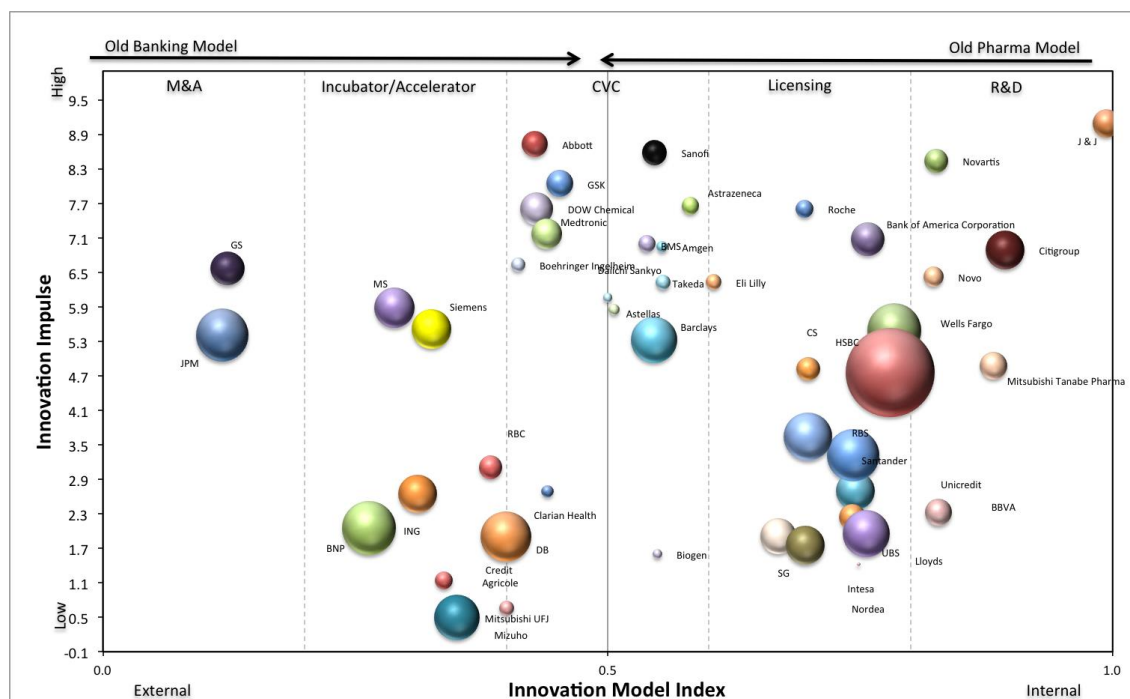 Old Banking Model
Old Pharma Model
High
M&A
Incubator/Accelerator
CVC
Licensing
R&D
9.5
8.9
8.3
7.7
7.1
6.5
5.9
5.3
4.7
4.1
3.5
2.9
2.3
1.7
1.1
0.5
-0.1
Innovation Impulse
Low
J & J
Abbott
Sanofi
Novartis
GSK
Astrazeneca
DOW Chemical
Roche
Medtronic
Bank of America Corporation
GS
BMS
Amgen
Citigroup
Boehringer Ingelheim
Daiichi Sankyo
Novo
MS
Takeda
Eli Lilly
Siemens
Astellas
Barclays
Wells Fargo
CS
HSBC
JPM
Mitsubishi Tanabe Pharma
RBC
RBS
Santander
Unicredit
BBVA
Clarian Health
ING
BNP
DB
Biogen
UBS
Lloyds
SG
Credit
Agricole
Intesa
Nordea
Mitsubishi UFJ
Mizuho
0.0
0.5
1.0
External
Innovation Model Index
Internal